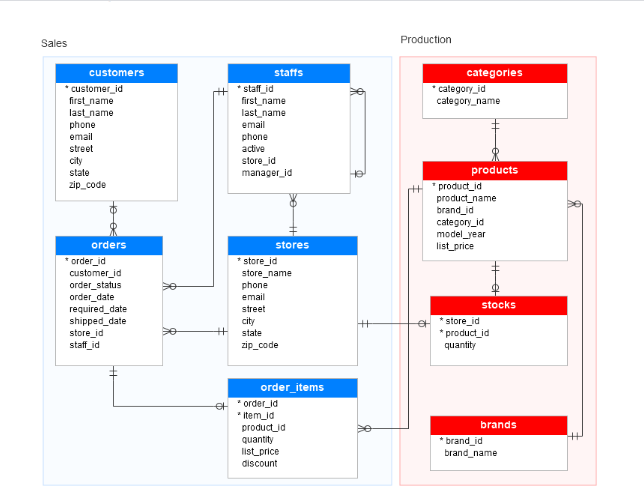 Sales
Production
customers
* customer_id
first_name
last_name
phone
email
street
city
state
zip_code
staffs
* staff_id
first_name
last_name
email
phone
active
store_id
manager_id
categories
* category_id
category_name
products
* product_id
product_name
brand_id
category_id
model_year
list_price
orders
* order_id
customer_id
order_status
order_date
required_date
shipped_date
store_id
staff_id
stores
* store_id
store_name
phone
email
street
city
state
zip_code
stocks
* store_id
* product_id
quantity
order_items
* order_id
* item_id
product_id
quantity
list_price
discount
brands
* brand_id
brand_name